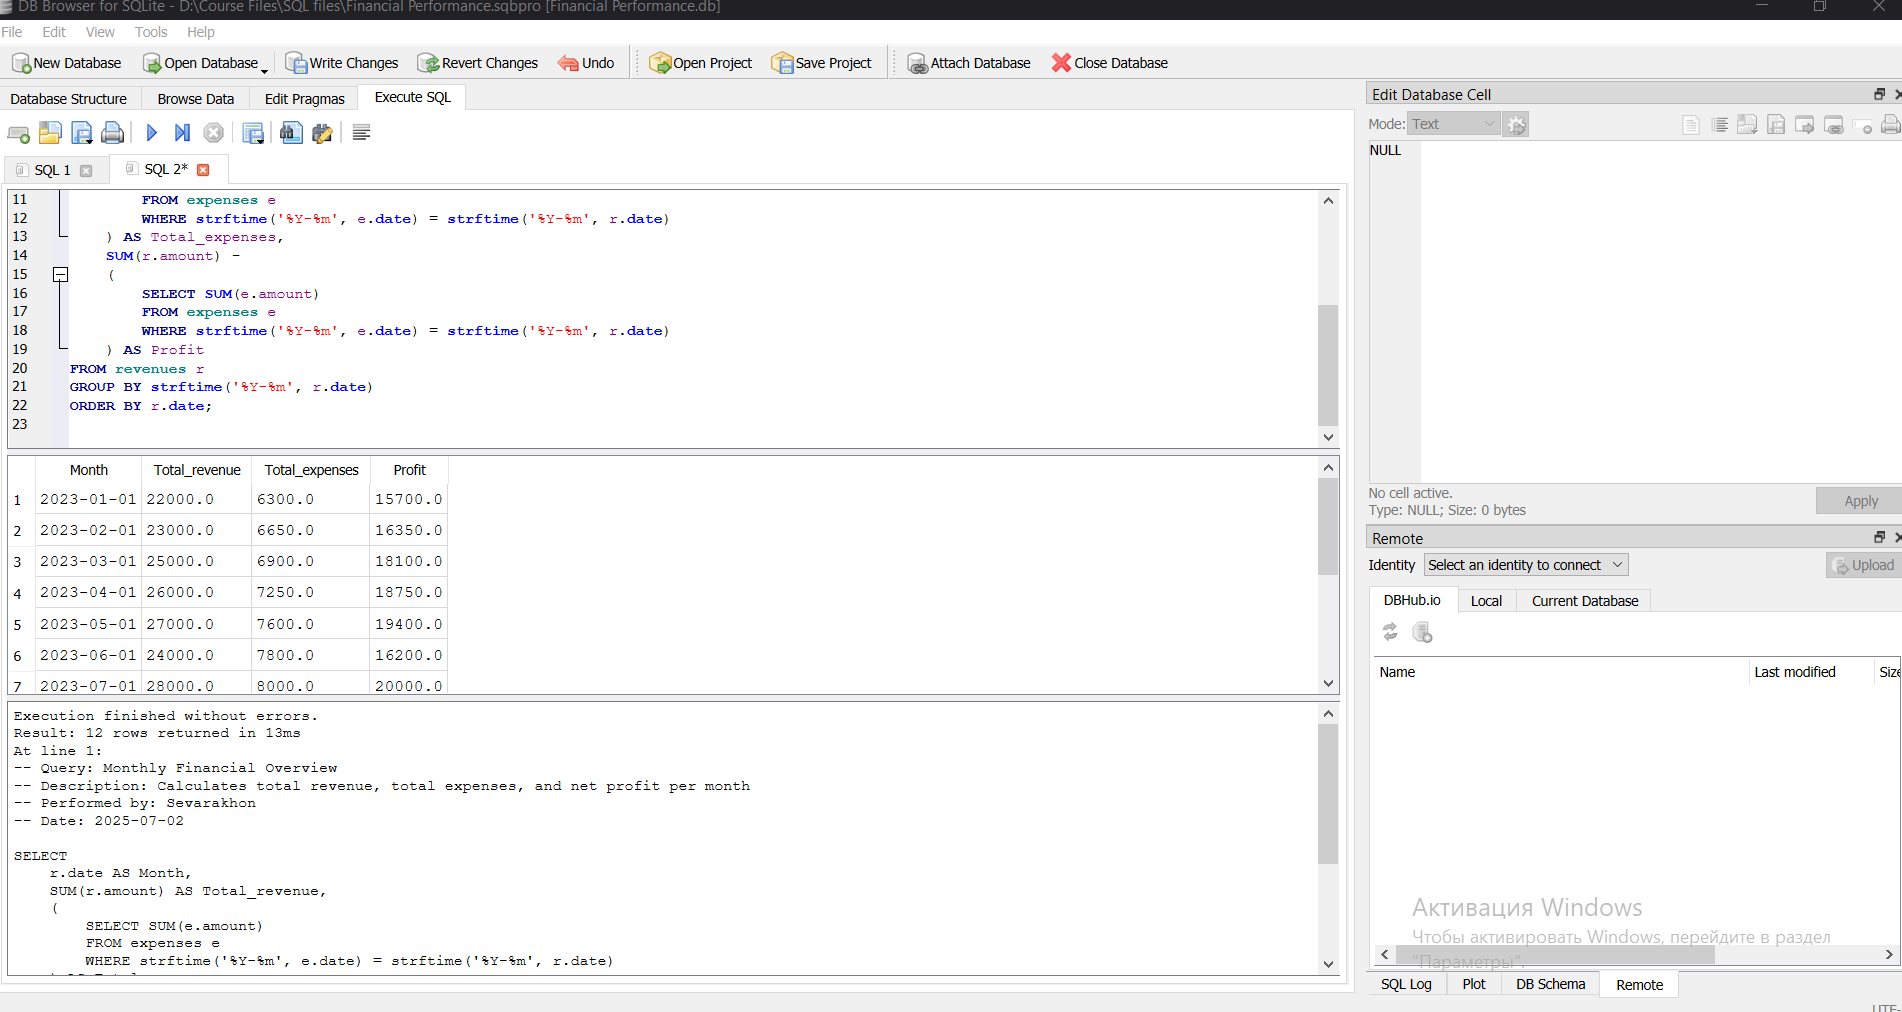 DB Browser for SQLite - D:\Course Files\SQL files\Financial Performance.sqbpro [Financial Performance.db]
File Edit View Tools Help
New Database Open Database Write Changes Revert Changes Undo Open Project Save Project Attach Database Close Database
Database Structure Browse Data Edit Pragmas Execute SQL
SQL 1 SQL 2*
11 FROM expenses e
12 WHERE strftime('%Y-%m', e.date) = strftime('%Y-%m', r.date)
13 ) AS Total_expenses,
14 SUM(r.amount) -
15 (
16 SELECT SUM(e.amount)
17 FROM expenses e
18 WHERE strftime('%Y-%m', e.date) = strftime('%Y-%m', r.date)
19 ) AS Profit
20 FROM revenues r
21 GROUP BY strftime('%Y-%m', r.date)
22 ORDER BY r.date;
23
Month Total_revenue Total_expenses Profit
1 2023-01-01 22000.0 6300.0 15700.0
2 2023-02-01 23000.0 6650.0 16350.0
3 2023-03-01 25000.0 6900.0 18100.0
4 2023-04-01 26000.0 7250.0 18750.0
5 2023-05-01 27000.0 7600.0 19400.0
6 2023-06-01 24000.0 7800.0 16200.0
7 2023-07-01 28000.0 8000.0 20000.0
Execution finished without errors.
Result: 12 rows returned in 13ms
At line 1:
-- Query: Monthly Financial Overview
-- Description: Calculates total revenue, total expenses, and net profit per month
-- Performed by: Sevarakhon
-- Date: 2025-07-02
SELECT
r.date AS Month,
SUM(r.amount) AS Total_revenue,
(
SELECT SUM(e.amount)
FROM expenses e
WHERE strftime('%Y-%m', e.date) = strftime('%Y-%m', r.date)
Edit Database Cell
Mode: Text
NULL
No cell active.
Type: NULL; Size: 0 bytes
Apply
Remote
Identity Select an identity to connect Upload
DBHub.io Local Current Database
Name Last modified Size
Активация Windows
Чтобы активировать Windows, перейдите в раздел
"Параметры".
SQL Log Plot DB Schema Remote